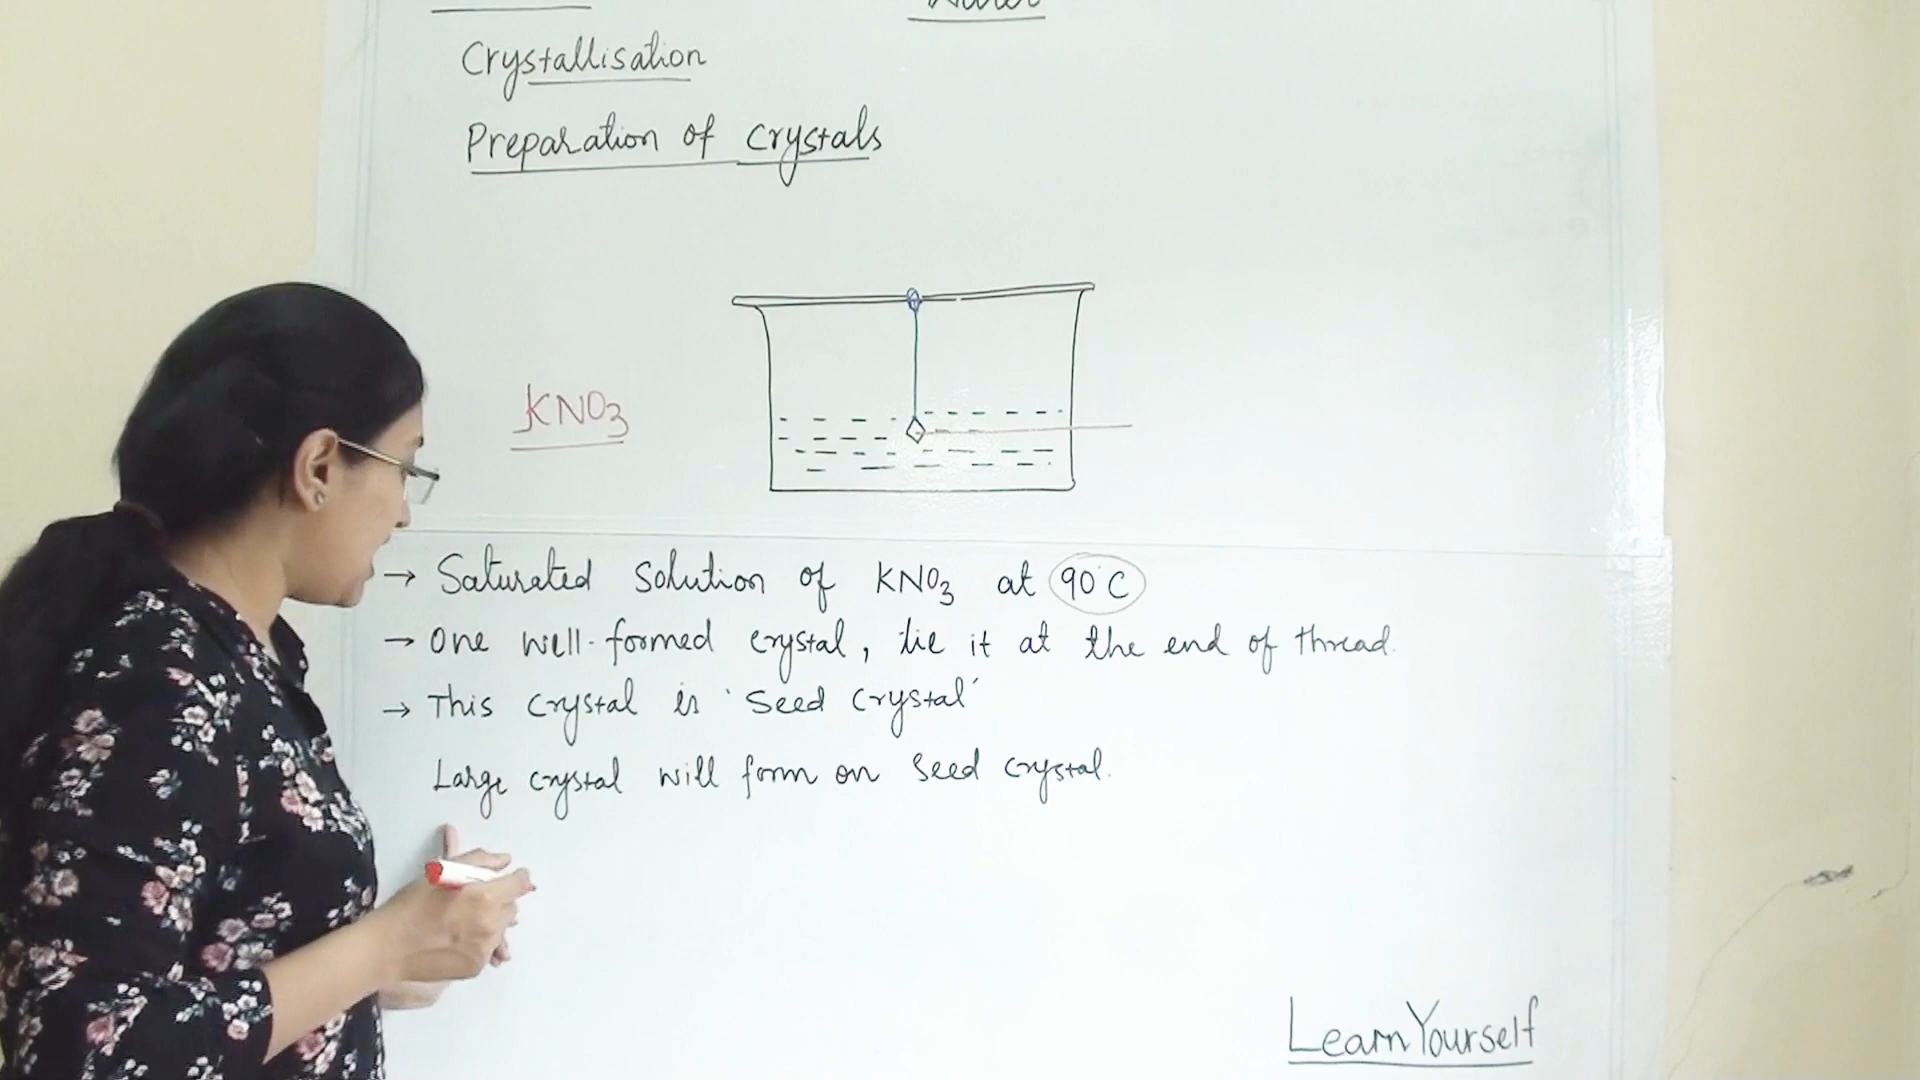 Crystallisation
Preparation of crystals
KNO3
→ Saturated solution of KNO3 at 90°C
→ One well-formed crystal, tie it at the end of thread.
→ This crystal is 'Seed crystal'
Large crystal will form on seed crystal.
LearnYourself